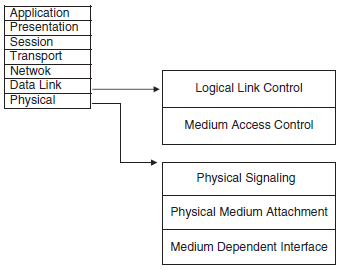 Application
Presentation
Session
Transport
Netwok
Data Link
Physical
Logical Link Control
Medium Access Control
Physical Signaling
Physical Medium Attachment
Medium Dependent Interface